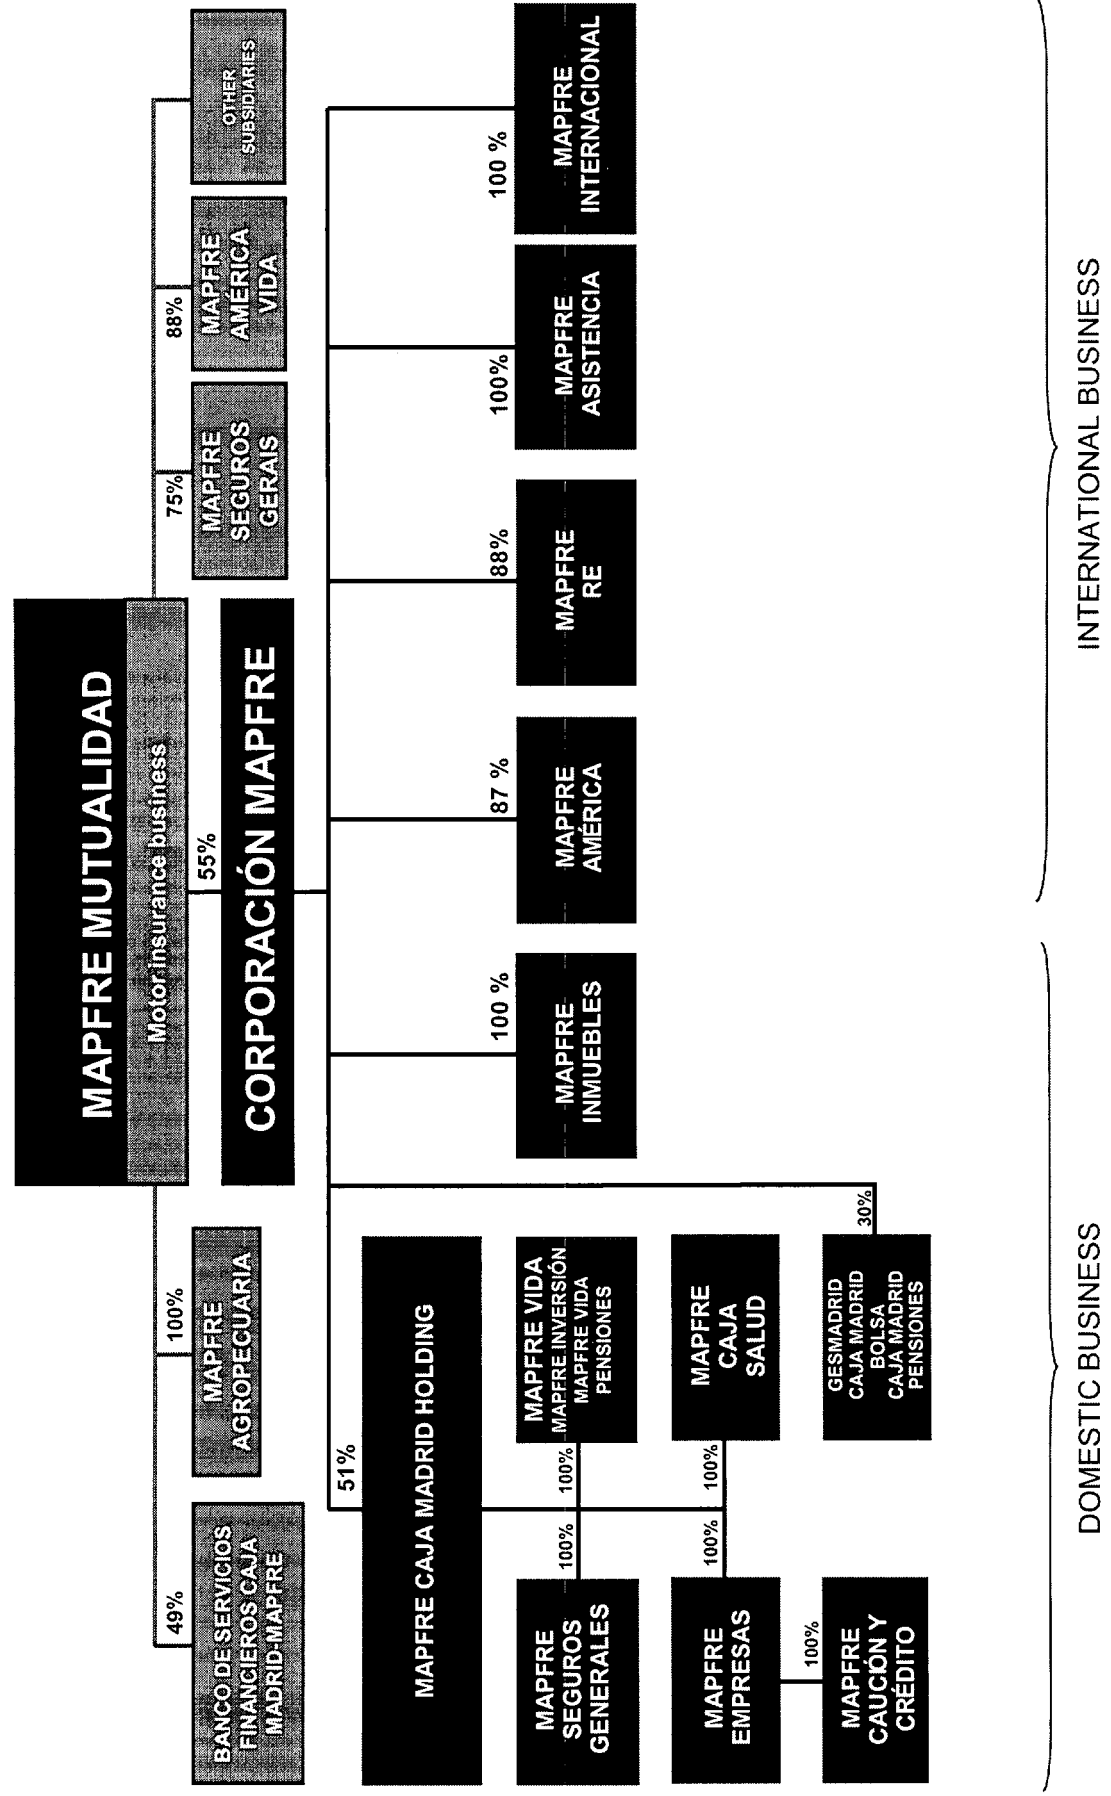 MAPFRE MUTUALIDAD
Motor insurance business
49%
100%
75%
88%
BANCO DE SERVICIOS
FINANCIEROS CAJA
MADRID-MAPFRE
MAPFRE
AGROPECUARIA
MAPFRE
SEGUROS
GERAIS
MAPFRE
AMÉRICA
VIDA
OTHER
SUBSIDIARIES
55%
CORPORACIÓN MAPFRE
51%
MAPFRE CAJA MADRID HOLDING
100 %
87 %
88%
100%
100 %
MAPFRE
INMUEBLES
MAPFRE
AMÉRICA
MAPFRE
RE
MAPFRE
ASISTENCIA
MAPFRE
INTERNACIONAL
MAPFRE
SEGUROS
GENERALES
100%
100%
MAPFRE VIDA
MAPFRE INVERSIÓN
MAPFRE VIDA
PENSIONES
MAPFRE
EMPRESAS
100%
100%
MAPFRE
CAJA
SALUD
100%
MAPFRE
CAUCIÓN Y
CRÉDITO
30%
GESMADRID
CAJA MADRID
BOLSA
CAJA MADRID
PENSIONES
DOMESTIC BUSINESS
INTERNATIONAL BUSINESS